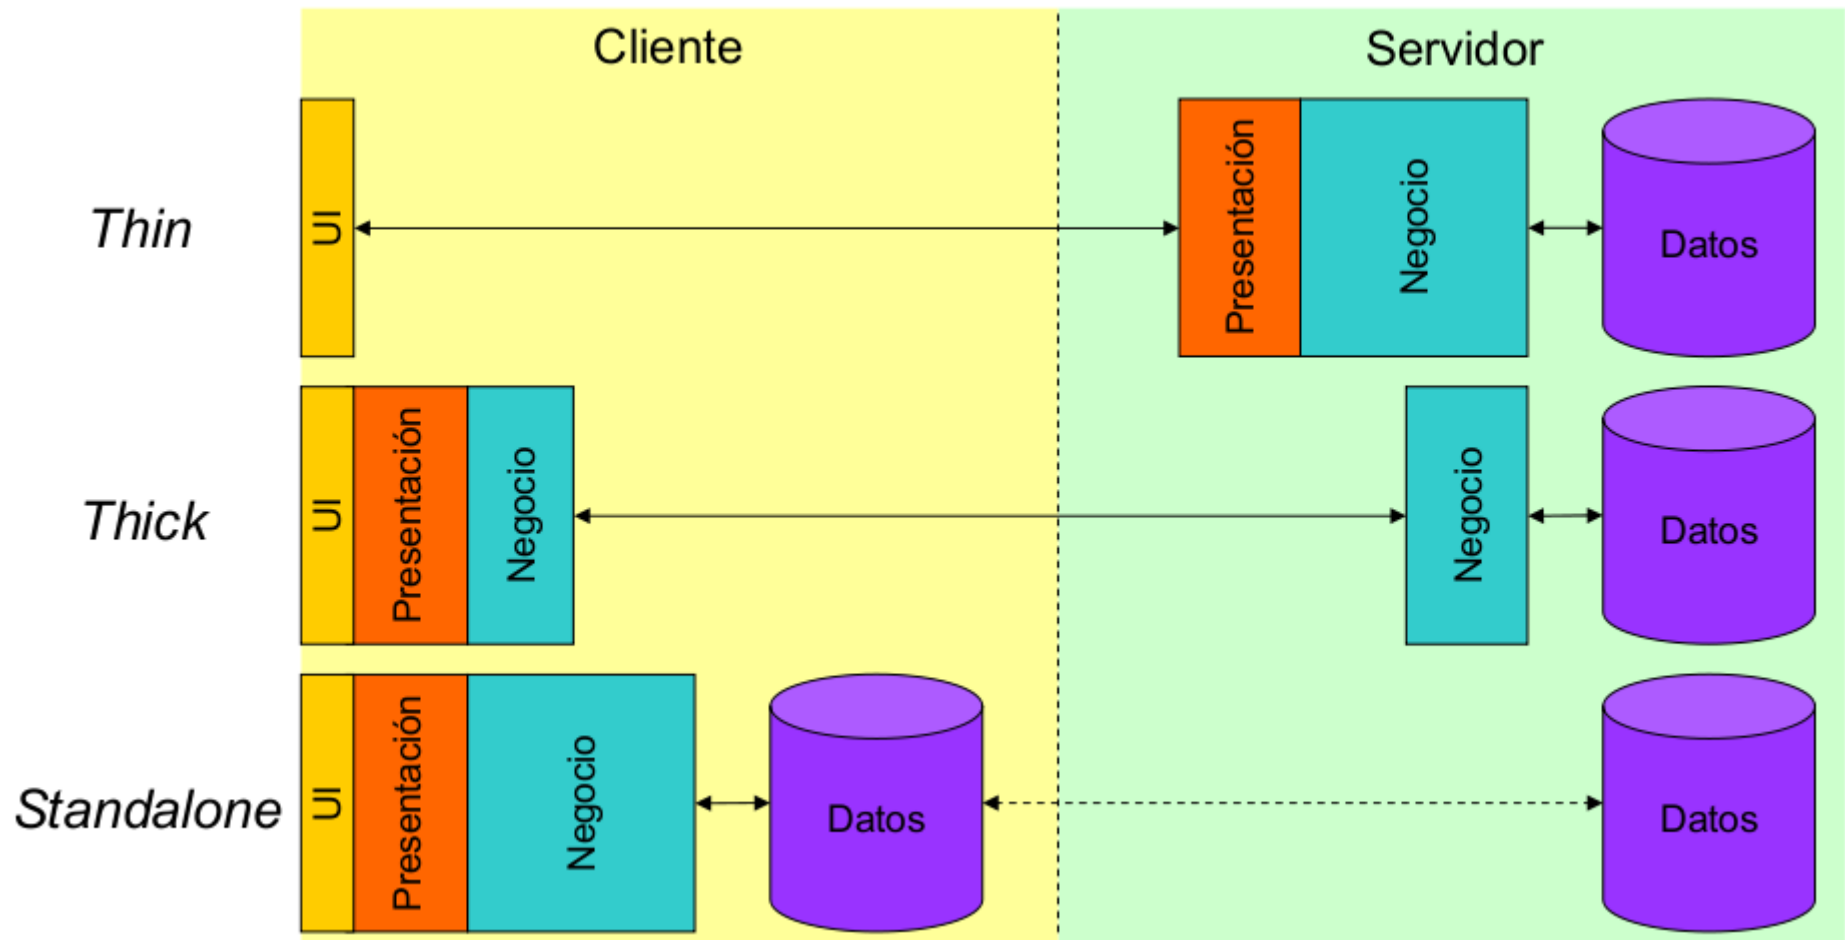 Cliente
Servidor
Thin
UI
Presentación
Negocio
Datos
Thick
UI
Presentación
Negocio
Negocio
Datos
Standalone
UI
Presentación
Negocio
Datos
Datos